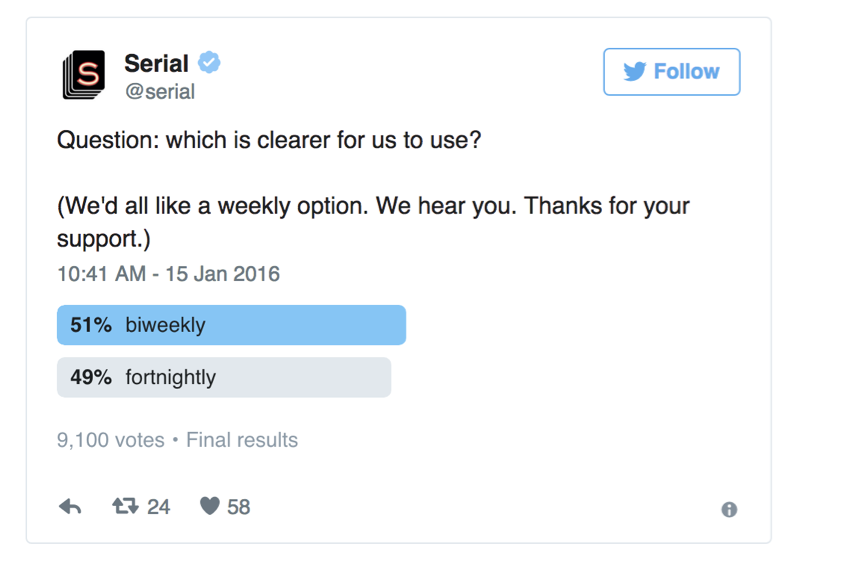 S
Serial
@serial
Follow
Question: which is clearer for us to use?
(We'd all like a weekly option. We hear you. Thanks for your
support.)
10:41 AM - 15 Jan 2016
51% biweekly
49% fortnightly
9,100 votes • Final results
24 58